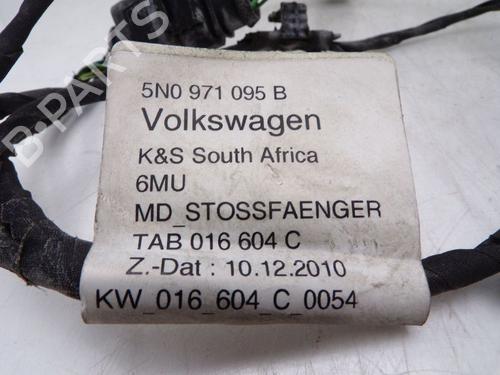 B-PARTS
5N0 971 095 B
Volkswagen
K&S South Africa
6MU
MD_STOSSFAENGER
TAB 016 604 C
Z.-Dat : 10.12.2010
KW_016_604_C_0054